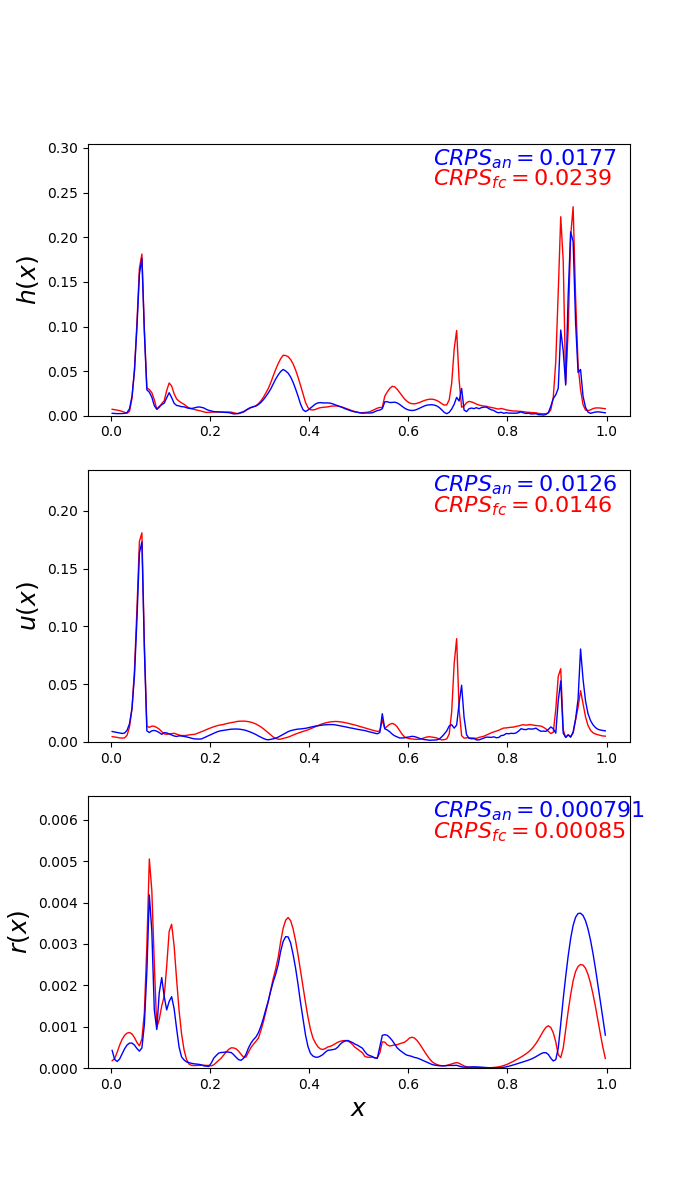 0.30
CRPS_an = 0.0177
CRPS_fc = 0.0239
0.25
0.20
h(x)
0.15
0.10
0.05
0.00
0.0 0.2 0.4 0.6 0.8 1.0
CRPS_an = 0.0126
CRPS_fc = 0.0146
0.20
0.15
u(x)
0.10
0.05
0.00
0.0 0.2 0.4 0.6 0.8 1.0
CRPS_an = 0.000791
CRPS_fc = 0.00085
0.006
0.005
0.004
r(x)
0.003
0.002
0.001
0.000
0.0 0.2 0.4 0.6 0.8 1.0
x